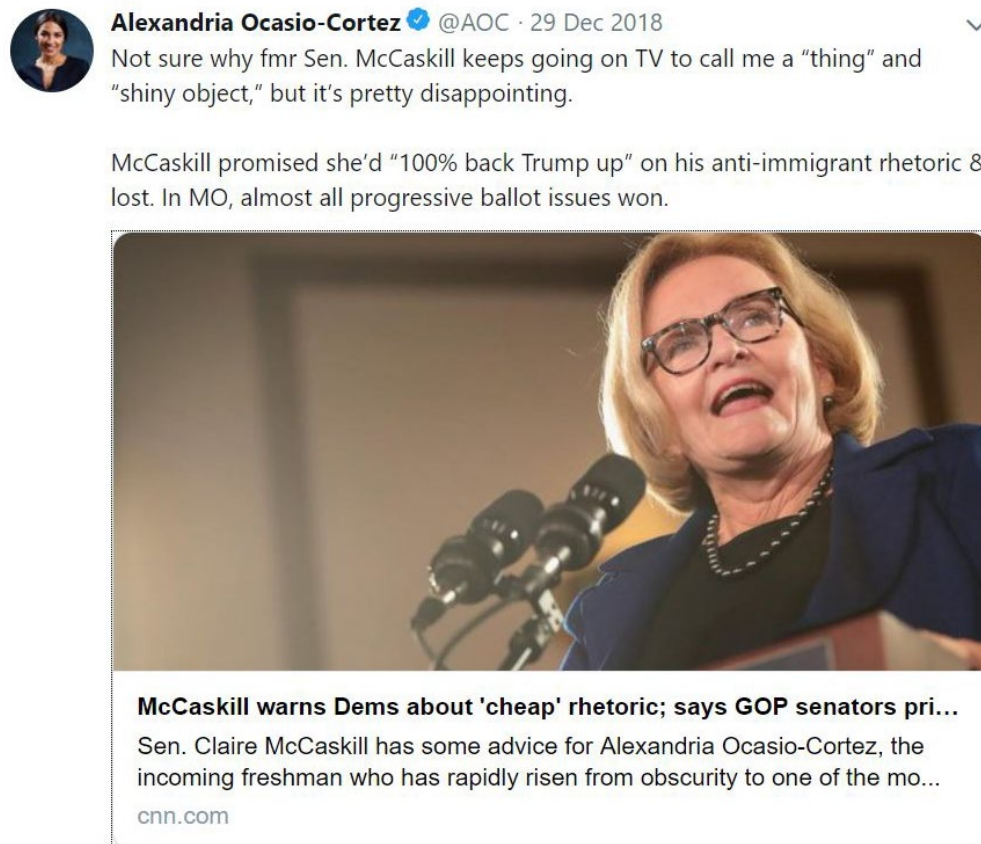 Alexandria Ocasio-Cortez @AOC · 29 Dec 2018
Not sure why fmr Sen. McCaskill keeps going on TV to call me a “thing” and
“shiny object,” but it’s pretty disappointing.
McCaskill promised she’d “100% back Trump up” on his anti-immigrant rhetoric &
lost. In MO, almost all progressive ballot issues won.
McCaskill warns Dems about 'cheap' rhetoric; says GOP senators pri...
Sen. Claire McCaskill has some advice for Alexandria Ocasio-Cortez, the
incoming freshman who has rapidly risen from obscurity to one of the mo...
cnn.com